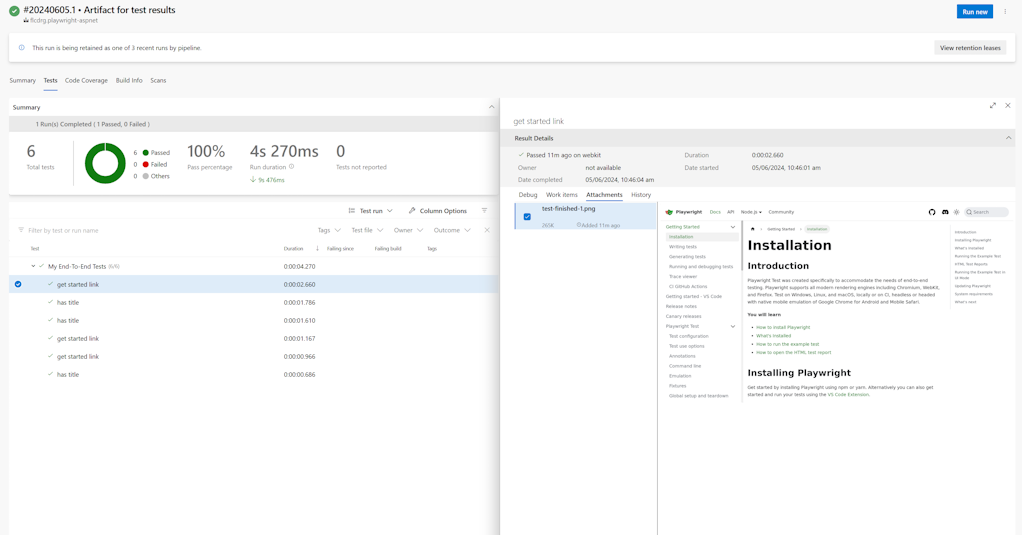 #20240605.1 • Artifact for test results
flcdrg.playwright-aspnet
Run new
This run is being retained as one of 3 recent runs by pipeline.
View retention leases
Summary Tests Code Coverage Build Info Scans
Summary
1 Run(s) Completed ( 1 Passed, 0 Failed )
6
Total tests
6 Passed
0 Failed
0 Others
100%
Pass percentage
4s 270ms
Run duration
9s 476ms
0
Tests not reported
Test run Column Options
Filter by test or run name
Tags Test file Owner Outcome
Test Duration Failing since Failing build Tags
My End-To-End Tests (6/6) 0:00:04.270
get started link 0:00:02.660
has title 0:00:01.786
has title 0:00:01.610
get started link 0:00:01.167
get started link 0:00:00.966
has title 0:00:00.686
get started link
Result Details
Passed 11m ago on webkit
Duration 0:00:02.660
Owner not available
Date started 05/06/2024, 10:46:01 am
Date completed 05/06/2024, 10:46:04 am
Debug Work items Attachments History
test-finished-1.png
265K Added 11m ago
Playwright Docs API Node.js Community
Search
Getting Started
Installation
Writing tests
Generating tests
Running and debugging tests
Trace viewer
CI GitHub Actions
Getting started - VS Code
Release notes
Canary releases
Playwright Test
Test configuration
Test use options
Annotations
Command line
Emulation
Fixtures
Global setup and teardown
Getting Started Installation
Installation
Introduction
Playwright Test was created specifically to accommodate the needs of end-to-end
testing. Playwright supports all modern rendering engines including Chromium, WebKit,
and Firefox. Test on Windows, Linux, and macOS, locally or on CI, headless or headed
with native mobile emulation of Google Chrome for Android and Mobile Safari.
You will learn
How to install Playwright
What's installed
How to run the example test
How to open the HTML test report
Installing Playwright
Get started by installing Playwright using npm or yarn. Alternatively you can also get
started and run your tests using the VS Code Extension.
Introduction
Installing Playwright
What's Installed
Running the Example Test
HTML Test Reports
Running the Example Test in
UI Mode
Updating Playwright
System requirements
What's next